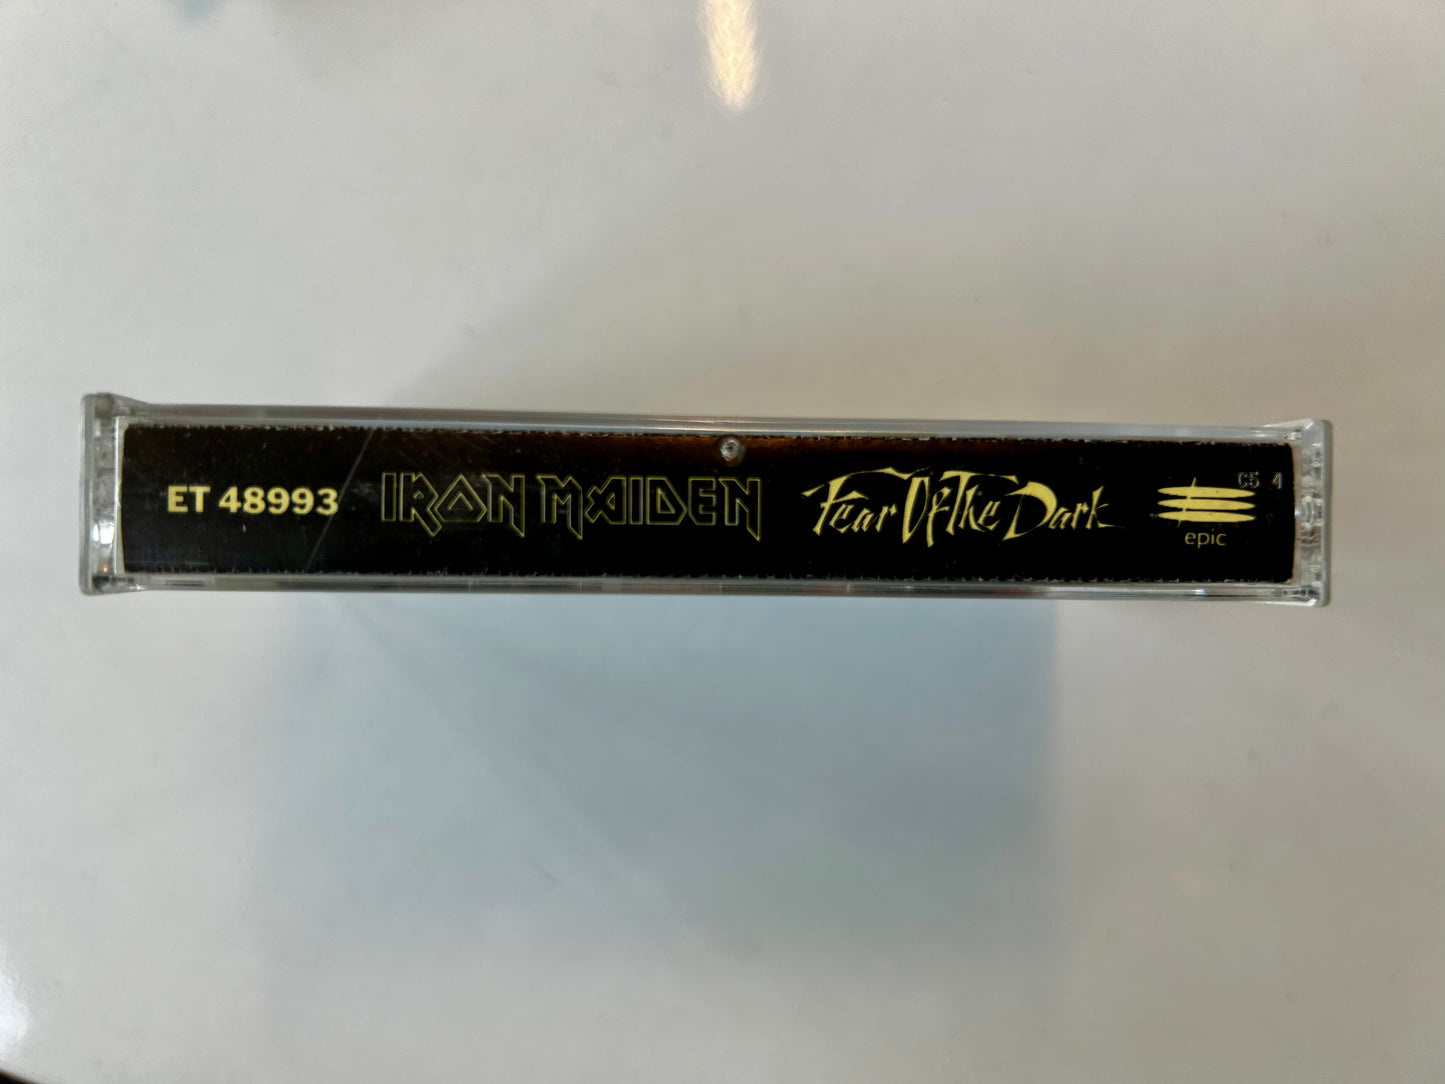 ET 48993 IRON MAIDEN Fear Of The Dark
C5 4
epic